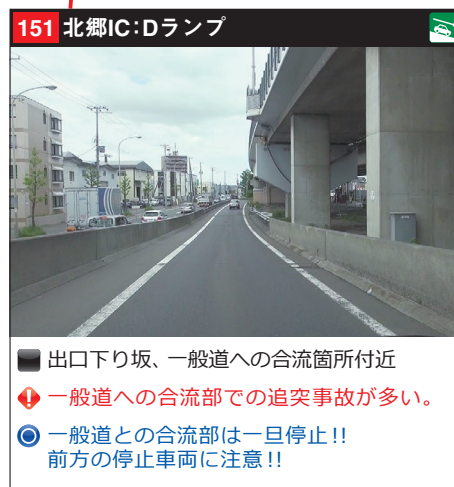 151 北郷IC:Dランプ
出口下り坂、一般道への合流箇所付近
一般道への合流部での追突事故が多い。
一般道との合流部は一旦停止!!
前方の停止車両に注意!!